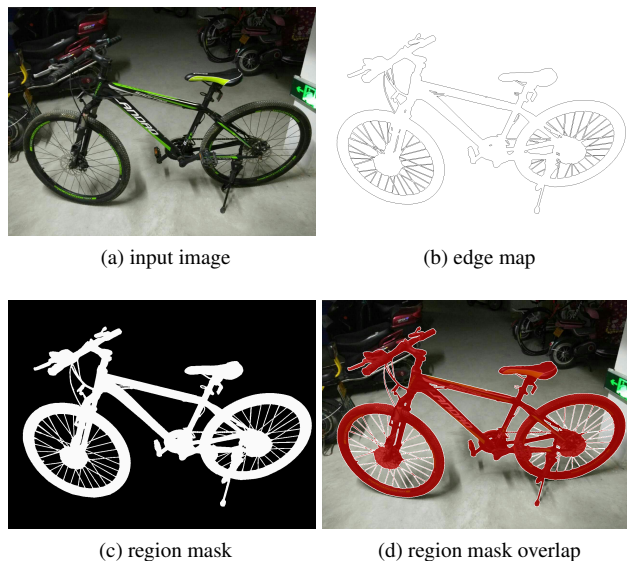 (a) input image
(b) edge map
(c) region mask
(d) region mask overlap